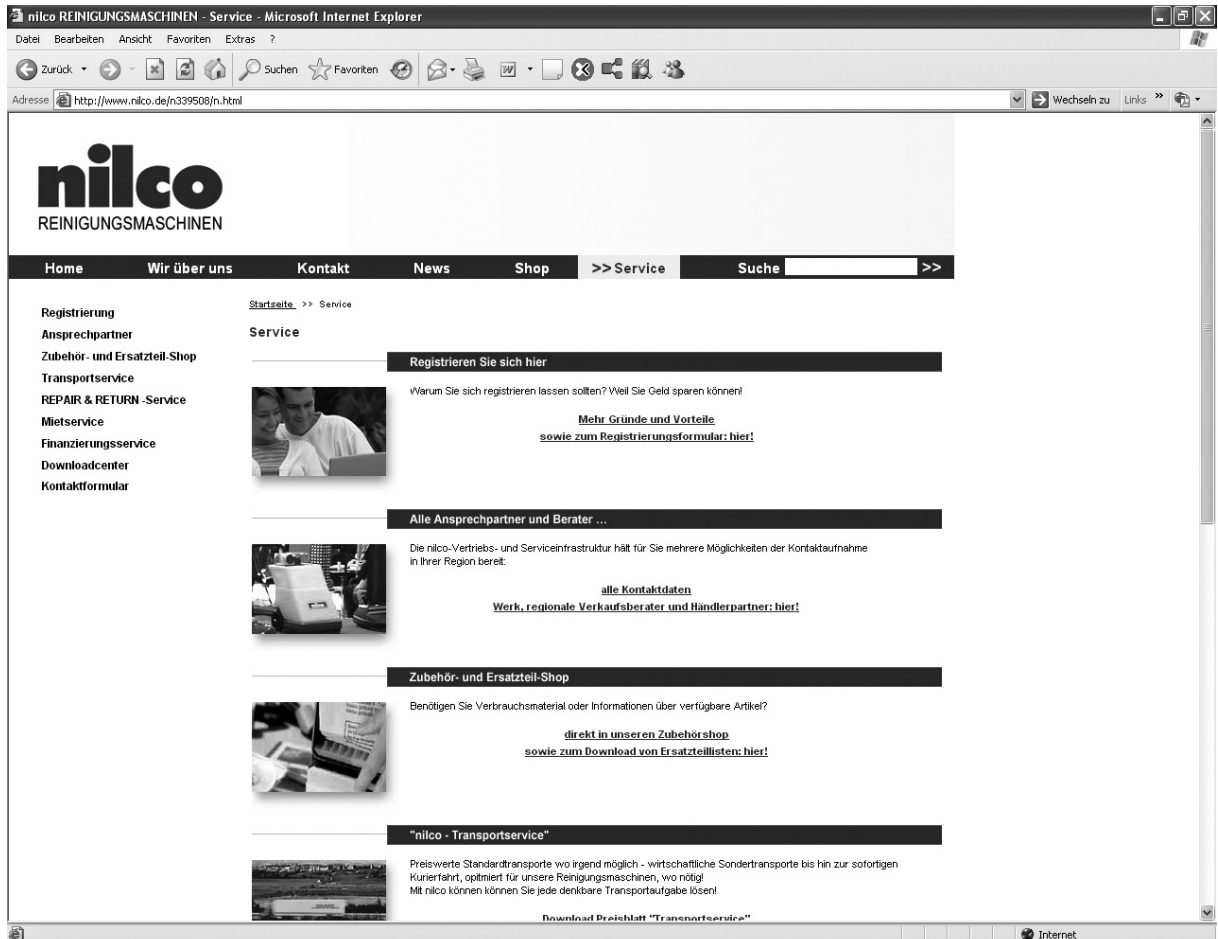 nilco REINIGUNGSMASCHINEN - Service - Microsoft Internet Explorer
Datei Bearbeiten Ansicht Favoriten Extras ?
Zurück Suchen Favoriten
Adresse http://www.nilco.de/n339508/n.html Wechseln zu Links »
nilco
REINIGUNGSMASCHINEN
Home Wir über uns Kontakt News Shop >> Service Suche >>
Registrierung
Ansprechpartner
Zubehör- und Ersatzteil-Shop
Transportservice
REPAIR & RETURN -Service
Mietservice
Finanzierungsservice
Downloadcenter
Kontaktformular
Startseite >> Service
Service
Registrieren Sie sich hier
Warum Sie sich registrieren lassen sollten? Weil Sie Geld sparen können!
Mehr Gründe und Vorteile
sowie zum Registrierungsformular: hier!
Alle Ansprechpartner und Berater ...
Die nilco-Vertriebs- und Serviceinfrastruktur hält für Sie mehrere Möglichkeiten der Kontaktaufnahme
in Ihrer Region bereit:
alle Kontaktdaten
Werk, regionale Verkaufsberater und Händlerpartner: hier!
Zubehör- und Ersatzteil-Shop
Benötigen Sie Verbrauchsmaterial oder Informationen über verfügbare Artikel?
direkt in unseren Zubehörshop
sowie zum Download von Ersatzteillisten: hier!
"nilco - Transportservice"
Preiswerte Standardtransporte wo irgend möglich - wirtschaftliche Sondertransporte bis hin zur sofortigen
Kurierfahrt, opitmiert für unsere Reinigungsmaschinen, wo nötig!
Mit nilco können können Sie jede denkbare Transportaufgabe lösen!
Download Preisblatt "Transportservice"
Internet